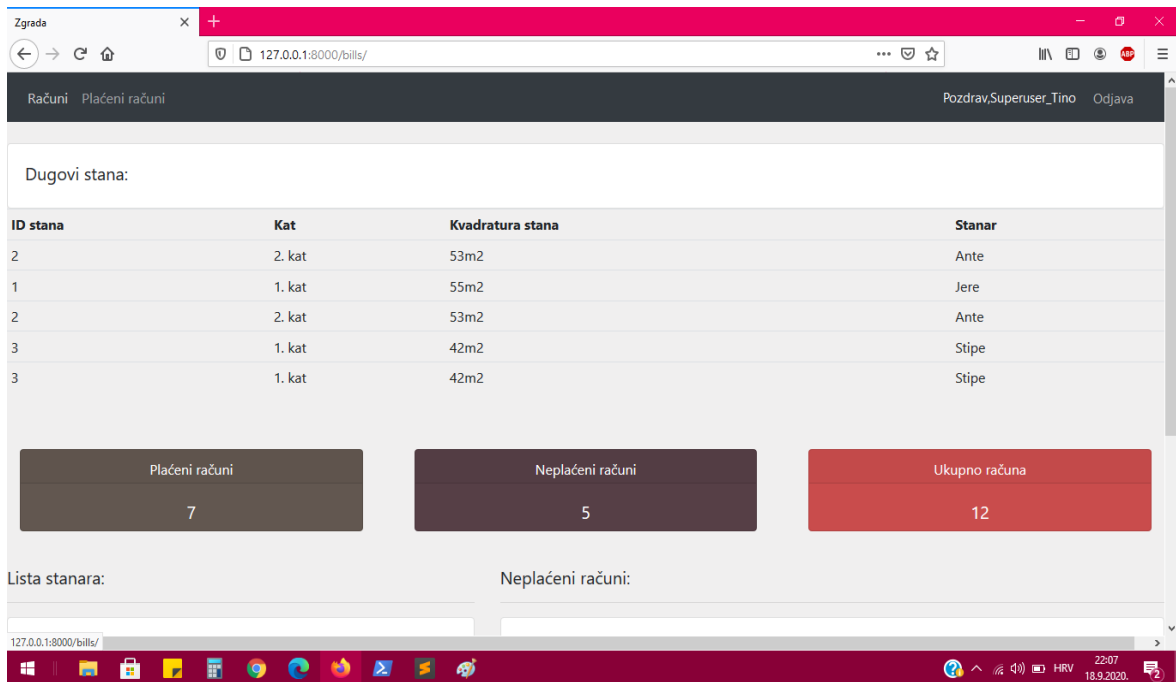 Zgrada
127.0.0.1:8000/bills/
ABP
Računi Plaćeni računi Pozdrav,Superuser_Tino Odjava
Dugovi stana:
ID stana Kat Kvadratura stana Stanar
2 2. kat 53m2 Ante
1 1. kat 55m2 Jere
2 2. kat 53m2 Ante
3 1. kat 42m2 Stipe
3 1. kat 42m2 Stipe
Plaćeni računi Neplaćeni računi Ukupno računa
7 5 12
Lista stanara: Neplaćeni računi:
127.0.0.1:8000/bills/
HRV 22:07
18.9.2020. 2